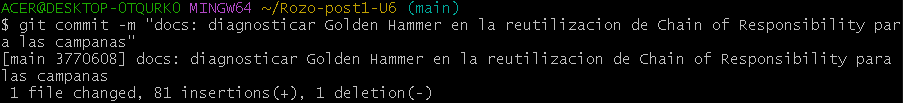 ACER@DESKTOP-OTQURKO MINGW64 ~/Rozo-post1-U6 (main)
$ git commit -m "docs: diagnosticar Golden Hammer en la reutilizacion de Chain of Responsibility par
a las campanas"
[main 3770608] docs: diagnosticar Golden Hammer en la reutilizacion de Chain of Responsibility para
las campanas
 1 file changed, 81 insertions(+), 1 deletion(-)